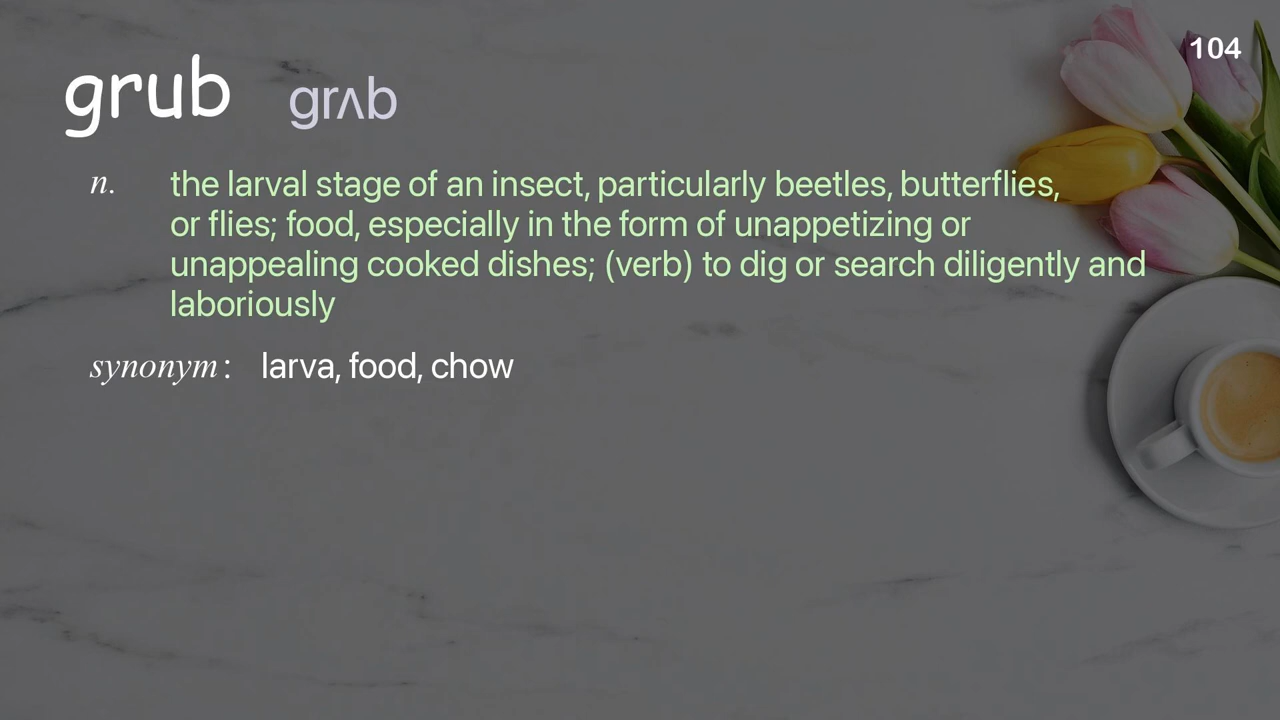 104
grub grʌb
n. the larval stage of an insect, particularly beetles, butterflies,
or flies; food, especially in the form of unappetizing or
unappealing cooked dishes; (verb) to dig or search diligently and
laboriously
synonym: larva, food, chow